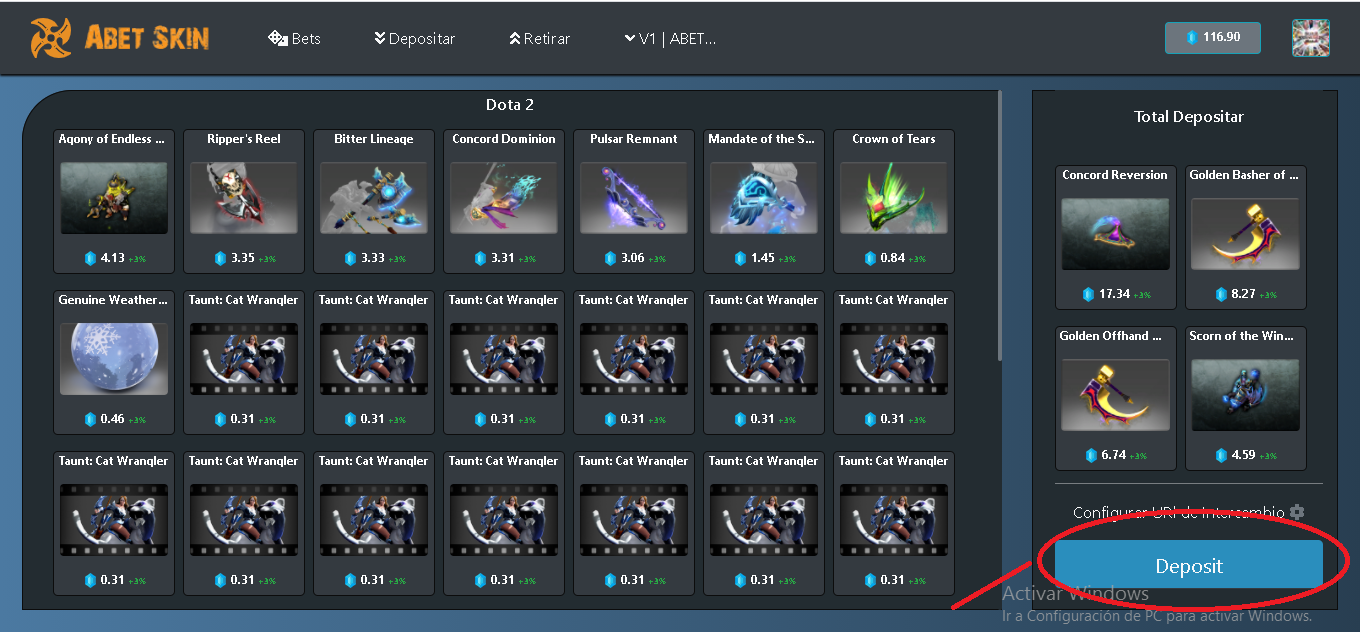 ABET SKIN
Bets
Depositar
Retirar
V1 | ABET...
116.90
Dota 2
Agony of Endless ...
Ripper's Reel
Bitter Lineage
Concord Dominion
Pulsar Remnant
Mandate of the S...
Crown of Tears
4.13 +3%
3.35 +3%
3.33 +3%
3.31 +3%
3.06 +3%
1.45 +3%
0.84 +3%
Genuine Weather...
Taunt: Cat Wrangler
Taunt: Cat Wrangler
Taunt: Cat Wrangler
Taunt: Cat Wrangler
Taunt: Cat Wrangler
Taunt: Cat Wrangler
0.46 +3%
0.31 +3%
0.31 +3%
0.31 +3%
0.31 +3%
0.31 +3%
0.31 +3%
Taunt: Cat Wrangler
Taunt: Cat Wrangler
Taunt: Cat Wrangler
Taunt: Cat Wrangler
Taunt: Cat Wrangler
Taunt: Cat Wrangler
Taunt: Cat Wrangler
0.31 +3%
0.31 +3%
0.31 +3%
0.31 +3%
0.31 +3%
0.31 +3%
0.31 +3%
Total Depositar
Concord Reversion
Golden Basher of ...
17.34 +3%
8.27 +3%
Golden Offhand ...
Scorn of the Win...
6.74 +3%
4.59 +3%
Configurar URl de Intercambio
Deposit
Activar Windows
Ir a Configuración de PC para activar Windows.